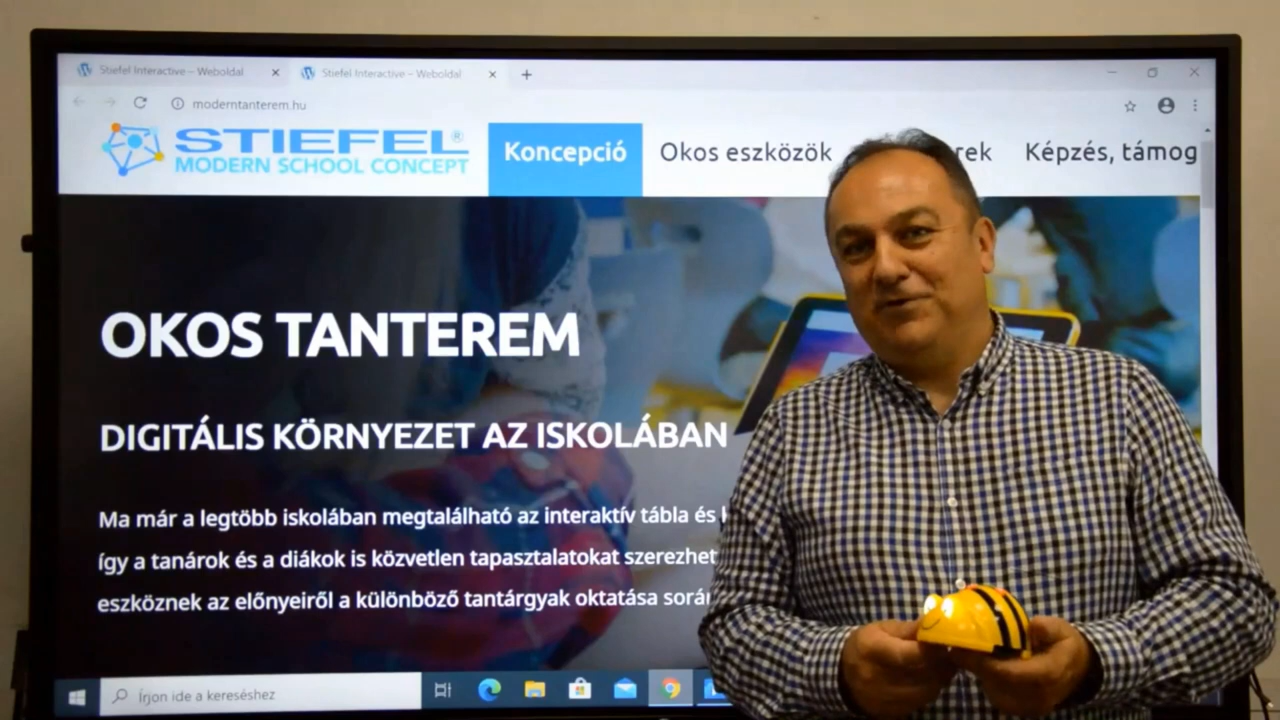 Stiefel Interactive – Weboldal
Stiefel Interactive – Weboldal
moderntanterem.hu
STIEFEL®
MODERN SCHOOL CONCEPT
Koncepció
Okos eszközök
Képzés, támog
OKOS TANTEREM
DIGITÁLIS KÖRNYEZET AZ ISKOLÁBAN
Ma már a legtöbb iskolában megtalálható az interaktív tábla és
így a tanárok és a diákok is közvetlen tapasztalatokat szerezhet
eszköznek az előnyeiről a különböző tantárgyak oktatása során
Írjon ide a kereséshez